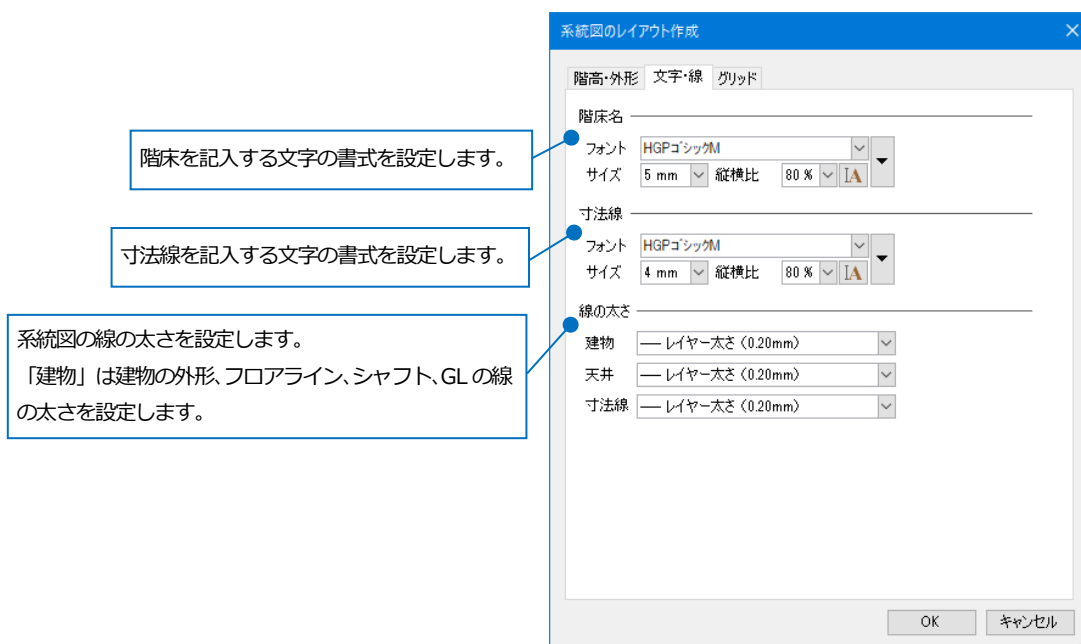 系統図のレイアウト作成
階高・外形 文字・線 グリッド
階床名
フォント HGPゴシックM
サイズ 5 mm 縦横比 80 % IA
寸法線
フォント HGPゴシックM
サイズ 4 mm 縦横比 80 % IA
線の太さ
建物 レイヤー太さ (0.20mm)
天井 レイヤー太さ (0.20mm)
寸法線 レイヤー太さ (0.20mm)
OK キャンセル
階床を記入する文字の書式を設定します。
寸法線を記入する文字の書式を設定します。
系統図の線の太さを設定します。
「建物」は建物の外形、フロアライン、シャフト、GL の線
の太さを設定します。